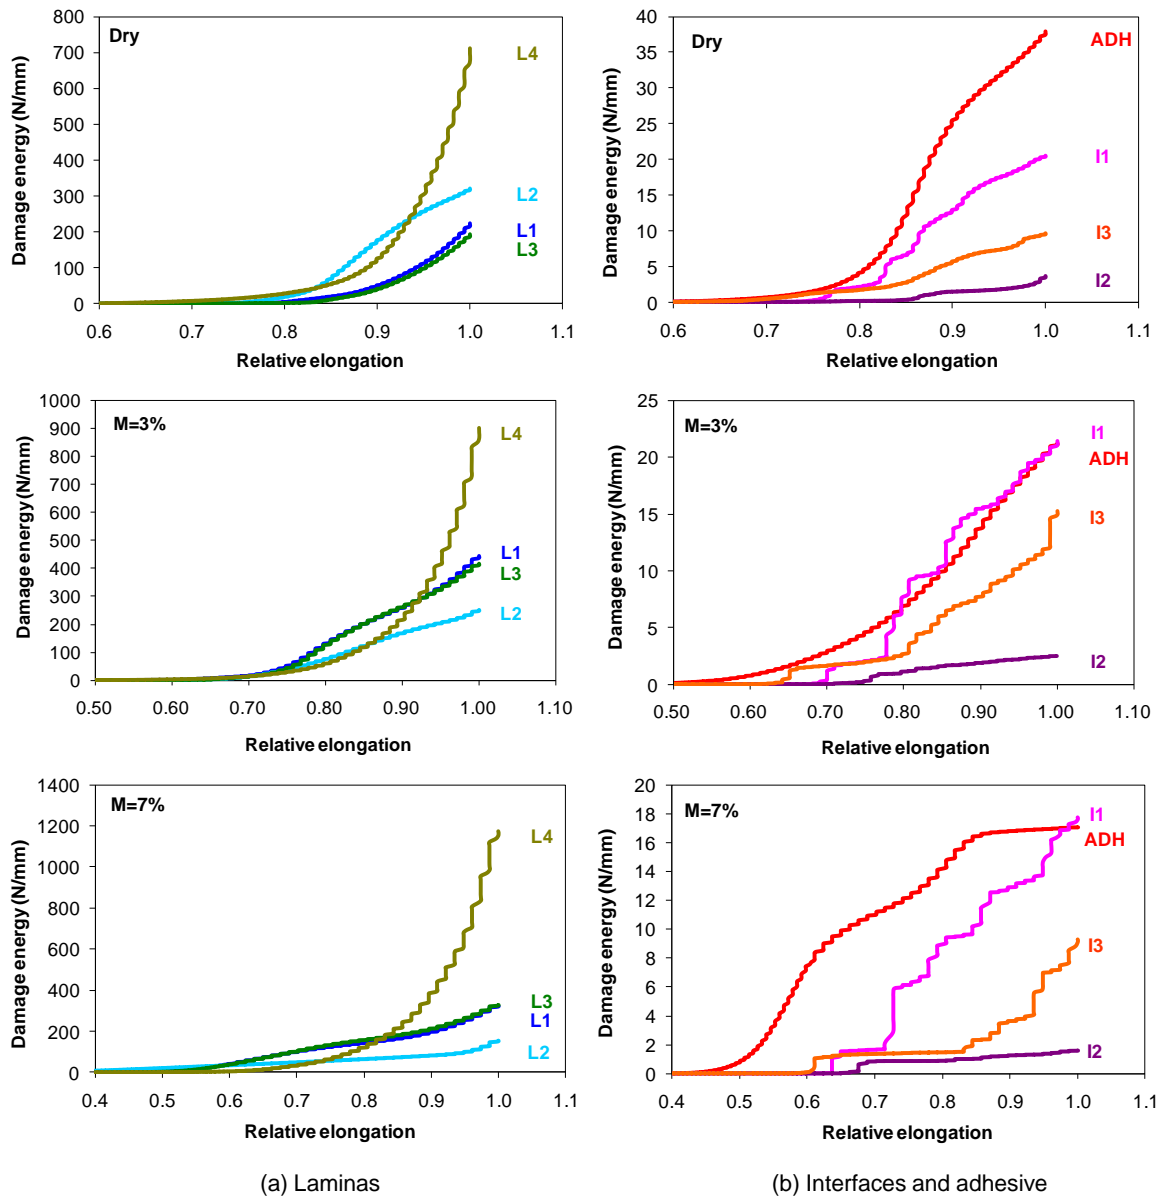 Damage energy (N/mm)
800
700
600
500
400
300
200
100
0
Dry
L4
L2
L1
L3
0.6 0.7 0.8 0.9 1.0 1.1
Relative elongation
Damage energy (N/mm)
40
35
30
25
20
15
10
5
0
Dry
ADH
I1
I3
I2
0.6 0.7 0.8 0.9 1.0 1.1
Relative elongation
Damage energy (N/mm)
1000
900
800
700
600
500
400
300
200
100
0
M=3%
L4
L1
L3
L2
0.50 0.60 0.70 0.80 0.90 1.00 1.10
Relative elongation
Damage energy (N/mm)
25
20
15
10
5
0
M=3%
I1
ADH
I3
I2
0.50 0.60 0.70 0.80 0.90 1.00 1.10
Relative elongation
Damage energy (N/mm)
1400
1200
1000
800
600
400
200
0
M=7%
L4
L3
L1
L2
0.4 0.5 0.6 0.7 0.8 0.9 1.0 1.1
Relative elongation
Damage energy (N/mm)
20
18
16
14
12
10
8
6
4
2
0
M=7%
I1
ADH
I3
I2
0.4 0.5 0.6 0.7 0.8 0.9 1.0 1.1
Relative elongation
(a) Laminas
(b) Interfaces and adhesive